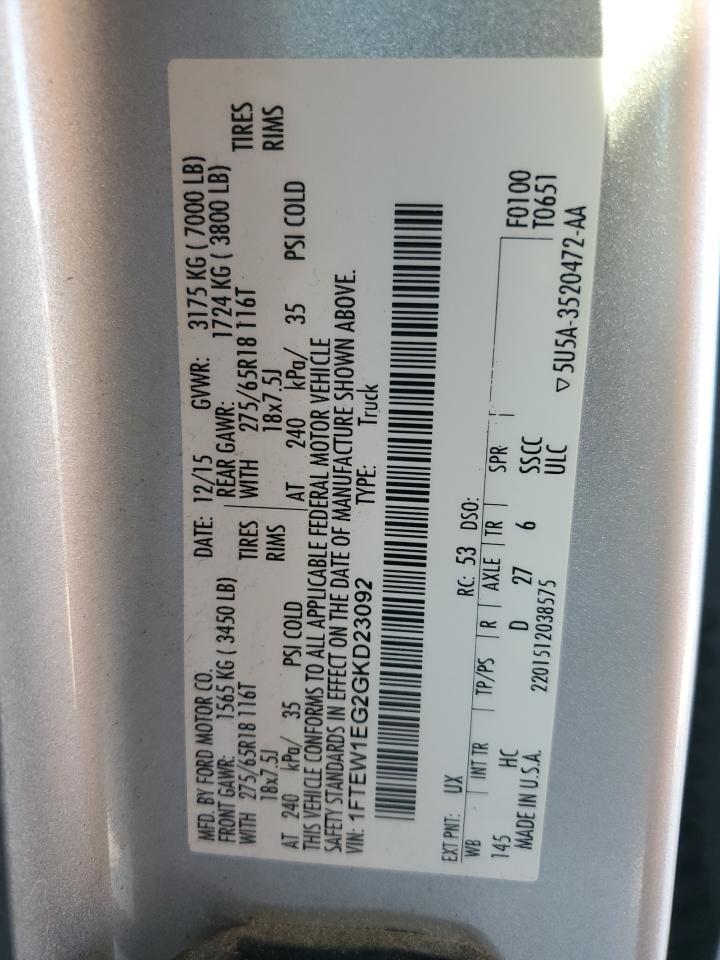 MFD. BY FORD MOTOR CO.
DATE: 12/15 GVWR: 3175 KG ( 7000 LB)
FRONT GAWR: 1565 KG ( 3450 LB) REAR GAWR: 1724 KG ( 3800 LB)
WITH 275/65R18 116T TIRES WITH 275/65R18 116T TIRES
18x7.5J RIMS 18x7.5J RIMS
AT 240 kPa/ 35 PSI COLD AT 240 kPa/ 35 PSI COLD
THIS VEHICLE CONFORMS TO ALL APPLICABLE FEDERAL MOTOR VEHICLE
SAFETY STANDARDS IN EFFECT ON THE DATE OF MANUFACTURE SHOWN ABOVE.
VIN: 1FTEW1EG2GKD23092 TYPE: Truck
EXT PNT: UX RC: 53 DSO:
WB INT TR TP/PS R AXLE TR SPR F0100
145 HC D 27 6 SSCC T0651
MADE IN U.S.A. 2201512038575 ULC ▽5U5A-3520472-AA